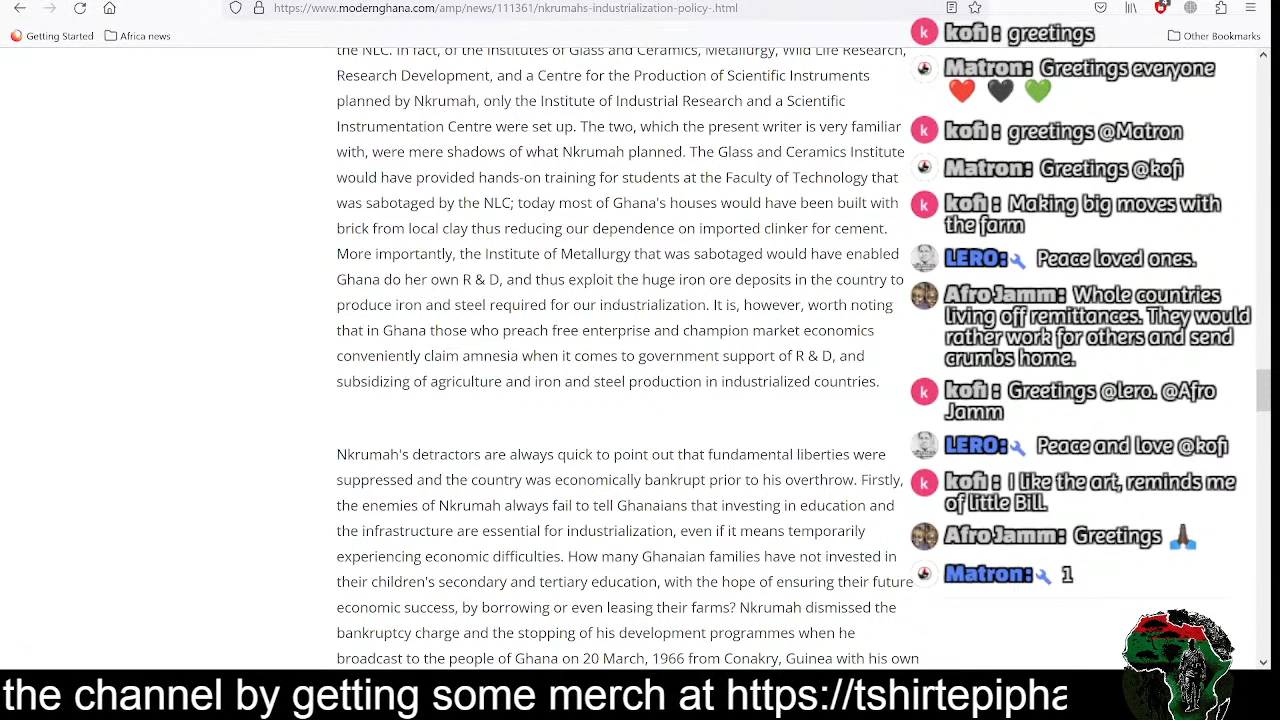 https://www.modernghana.com/amp/news/111361/nkrumahs-industrialization-policy-.html
Getting Started
Africa news
Other Bookmarks
the NLC. In fact, of the Institutes of Glass and Ceramics, Metallurgy, Wild Life Research,
Research Development, and a Centre for the Production of Scientific Instruments
planned by Nkrumah, only the Institute of Industrial Research and a Scientific
Instrumentation Centre were set up. The two, which the present writer is very familiar
with, were mere shadows of what Nkrumah planned. The Glass and Ceramics Institute
would have provided hands-on training for students at the Faculty of Technology that
was sabotaged by the NLC; today most of Ghana's houses would have been built with
brick from local clay thus reducing our dependence on imported clinker for cement.
More importantly, the Institute of Metallurgy that was sabotaged would have enabled
Ghana do her own R & D, and thus exploit the huge iron ore deposits in the country to
produce iron and steel required for our industrialization. It is, however, worth noting
that in Ghana those who preach free enterprise and champion market economics
conveniently claim amnesia when it comes to government support of R & D, and
subsidizing of agriculture and iron and steel production in industrialized countries.
Nkrumah's detractors are always quick to point out that fundamental liberties were
suppressed and the country was economically bankrupt prior to his overthrow. Firstly,
the enemies of Nkrumah always fail to tell Ghanaians that investing in education and
the infrastructure are essential for industrialization, even if it means temporarily
experiencing economic difficulties. How many Ghanaian families have not invested in
their children's secondary and tertiary education, with the hope of ensuring their future
economic success, by borrowing or even leasing their farms? Nkrumah dismissed the
bankruptcy charge and the stopping of his development programmes when he
broadcast to the people of Ghana on 20 March, 1966 from Conakry, Guinea with his own
k kofi : greetings
Matron: Greetings everyone
❤️ 🖤 💚
k kofi : greetings @Matron
Matron: Greetings @kofi
k kofi : Making big moves with
the farm
LERO: Peace loved ones.
Afro Jamm: Whole countries
living off remittances. They would
rather work for others and send
crumbs home.
k kofi : Greetings @lero. @Afro
Jamm
LERO: Peace and love @kofi
k kofi : I like the art, reminds me
of little Bill.
Afro Jamm: Greetings 🙏🏿
Matron: 1
the channel by getting some merch at https://tshirtepipha